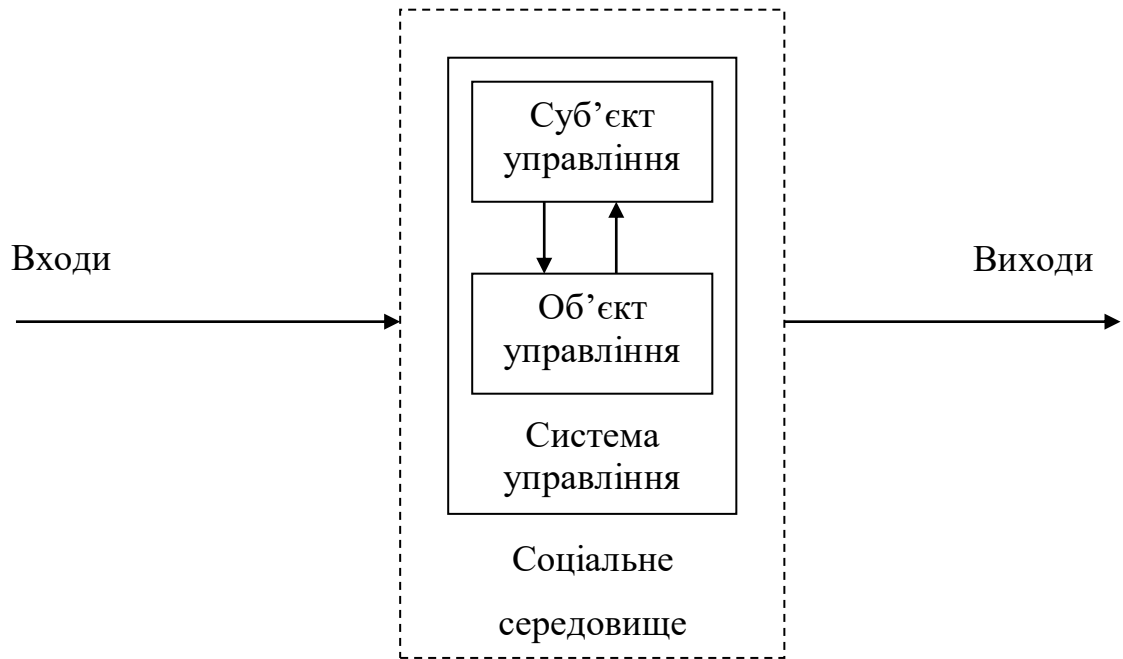 Суб’єкт
управління
Входи
Виходи
Об’єкт
управління
Система
управління
Соціальне
середовище